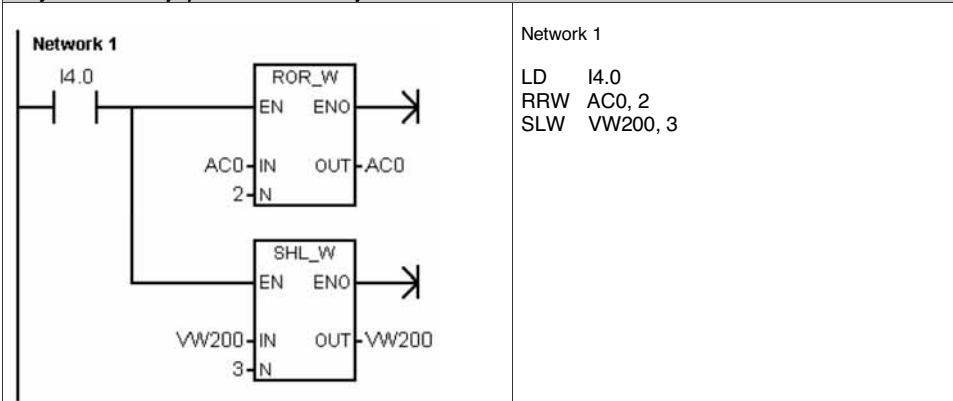 Network 1
I4.0
ROR_W
EN ENO
AC0 IN OUT AC0
2 N
SHL_W
EN ENO
VW200 IN OUT VW200
3 N
Network 1
LD I4.0
RRW AC0, 2
SLW VW200, 3